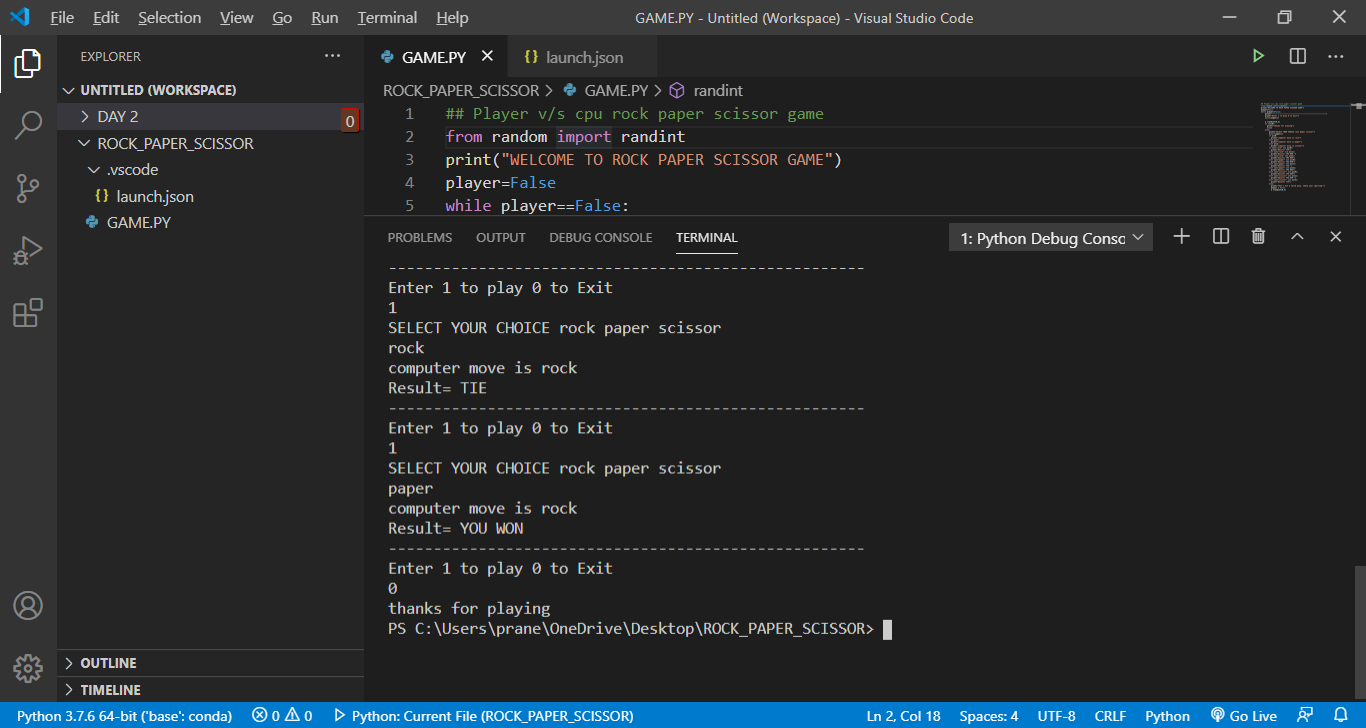 File Edit Selection View Go Run Terminal Help GAME.PY - Untitled (Workspace) - Visual Studio Code
EXPLORER
UNTITLED (WORKSPACE)
DAY 2
0
ROCK_PAPER_SCISSOR
.vscode
{} launch.json
GAME.PY
OUTLINE
TIMELINE
GAME.PY {} launch.json
ROCK_PAPER_SCISSOR > GAME.PY > randint
1 ## Player v/s cpu rock paper scissor game
2 from random import randint
3 print("WELCOME TO ROCK PAPER SCISSOR GAME")
4 player=False
5 while player==False:
PROBLEMS OUTPUT DEBUG CONSOLE TERMINAL 1: Python Debug Consc
-----------------------------------------------------
Enter 1 to play 0 to Exit
1
SELECT YOUR CHOICE rock paper scissor
rock
computer move is rock
Result= TIE
-----------------------------------------------------
Enter 1 to play 0 to Exit
1
SELECT YOUR CHOICE rock paper scissor
paper
computer move is rock
Result= YOU WON
-----------------------------------------------------
Enter 1 to play 0 to Exit
0
thanks for playing
PS C:\Users\prane\OneDrive\Desktop\ROCK_PAPER_SCISSOR>
Python 3.7.6 64-bit ('base': conda) 0 0 Python: Current File (ROCK_PAPER_SCISSOR) Ln 2, Col 18 Spaces: 4 UTF-8 CRLF Python Go Live